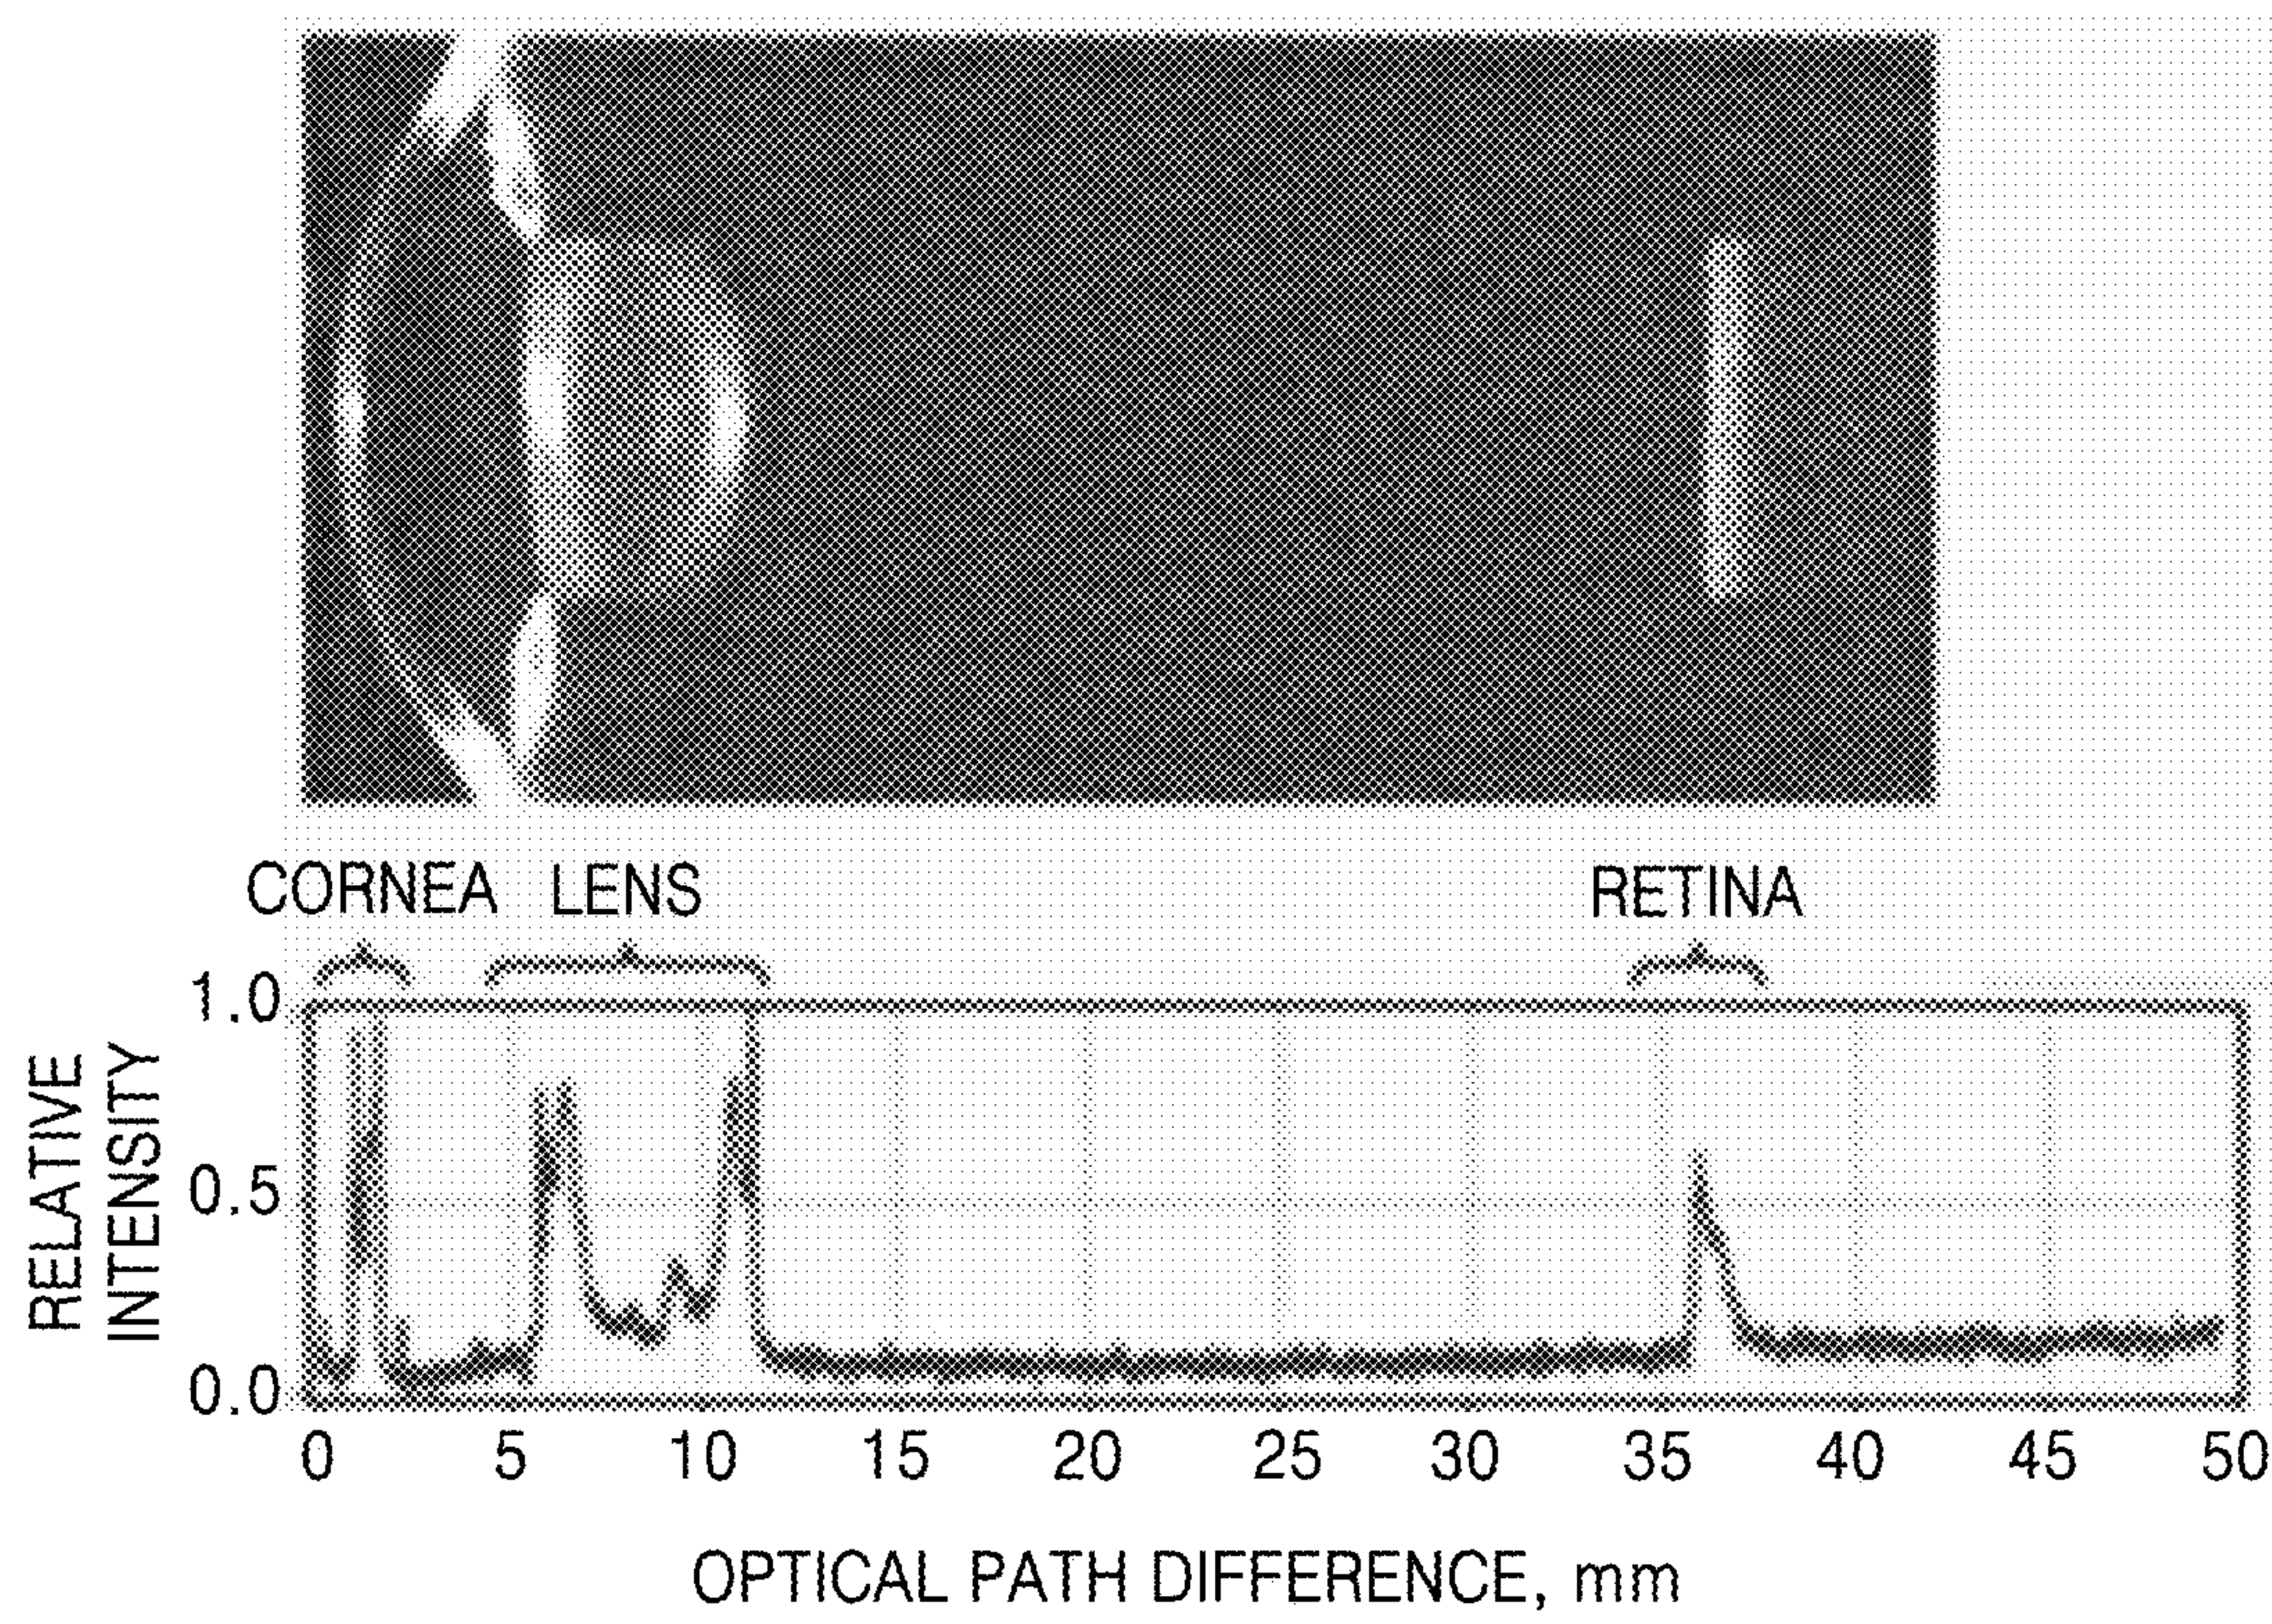 CORNEA LENS RETINA
1.0
0.5
0.0
RELATIVE
INTENSITY
0 5 10 15 20 25 30 35 40 45 50
OPTICAL PATH DIFFERENCE, mm